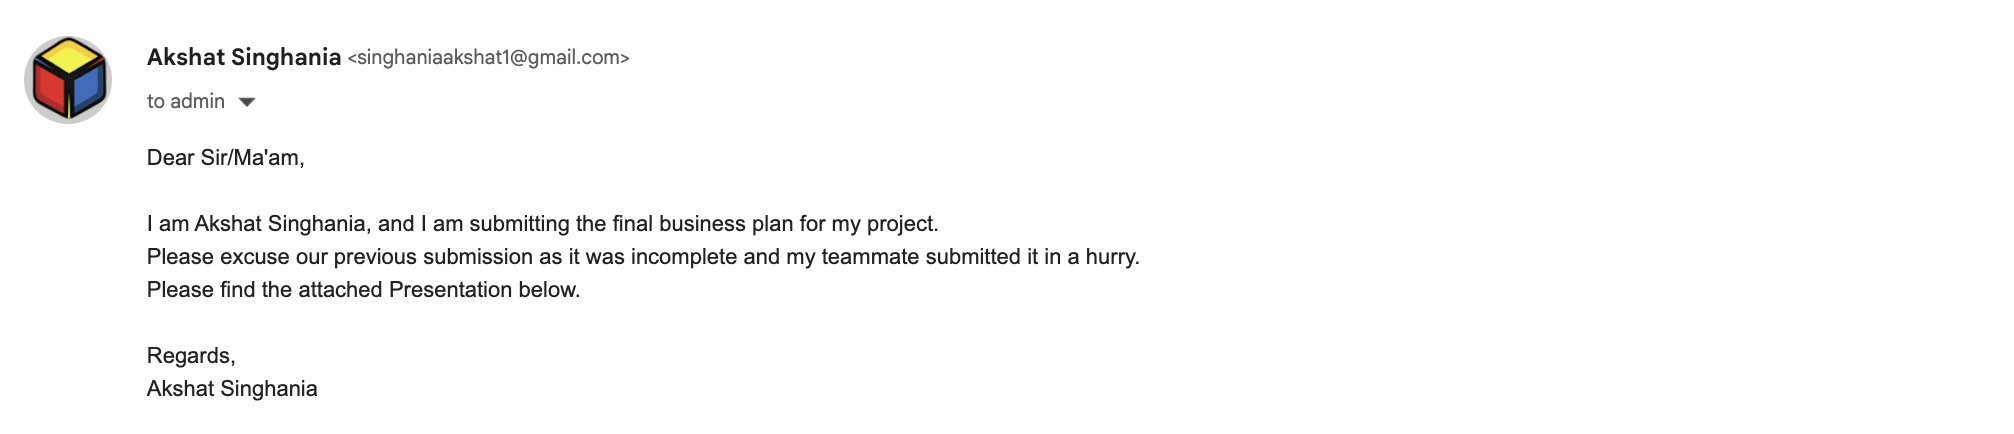 Akshat Singhania <singhaniaakshat1@gmail.com>
to admin
Dear Sir/Ma'am,
I am Akshat Singhania, and I am submitting the final business plan for my project.
Please excuse our previous submission as it was incomplete and my teammate submitted it in a hurry.
Please find the attached Presentation below.
Regards,
Akshat Singhania